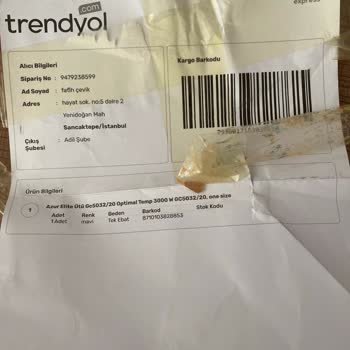 trendyol.com
express
Alıcı Bilgileri
Sipariş No : 9479238599
Ad Soyad : fatih çevik
Adres : hayat sok. no:5 daire 2
Yenidoğan Mah
Sancaktepe/İstanbul
Çıkış Şubesi : Adil Şube
Kargo Barkodu
Ürün Bilgileri
1 Azur Elite Ütü Gc5032/20 Optimal Temp 3000 W GC5032/20, one size
Adet Renk Beden Barkod Stok Kodu
1 Adet mavi Tek Ebat 8710103828853